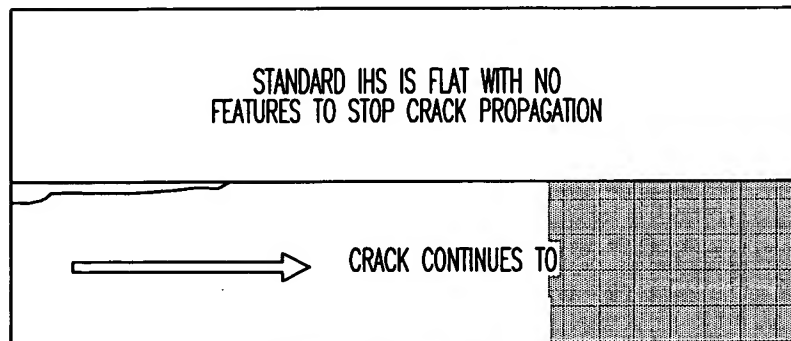 STANDARD IHS IS FLAT WITH NO
FEATURES TO STOP CRACK PROPAGATION
CRACK CONTINUES TO